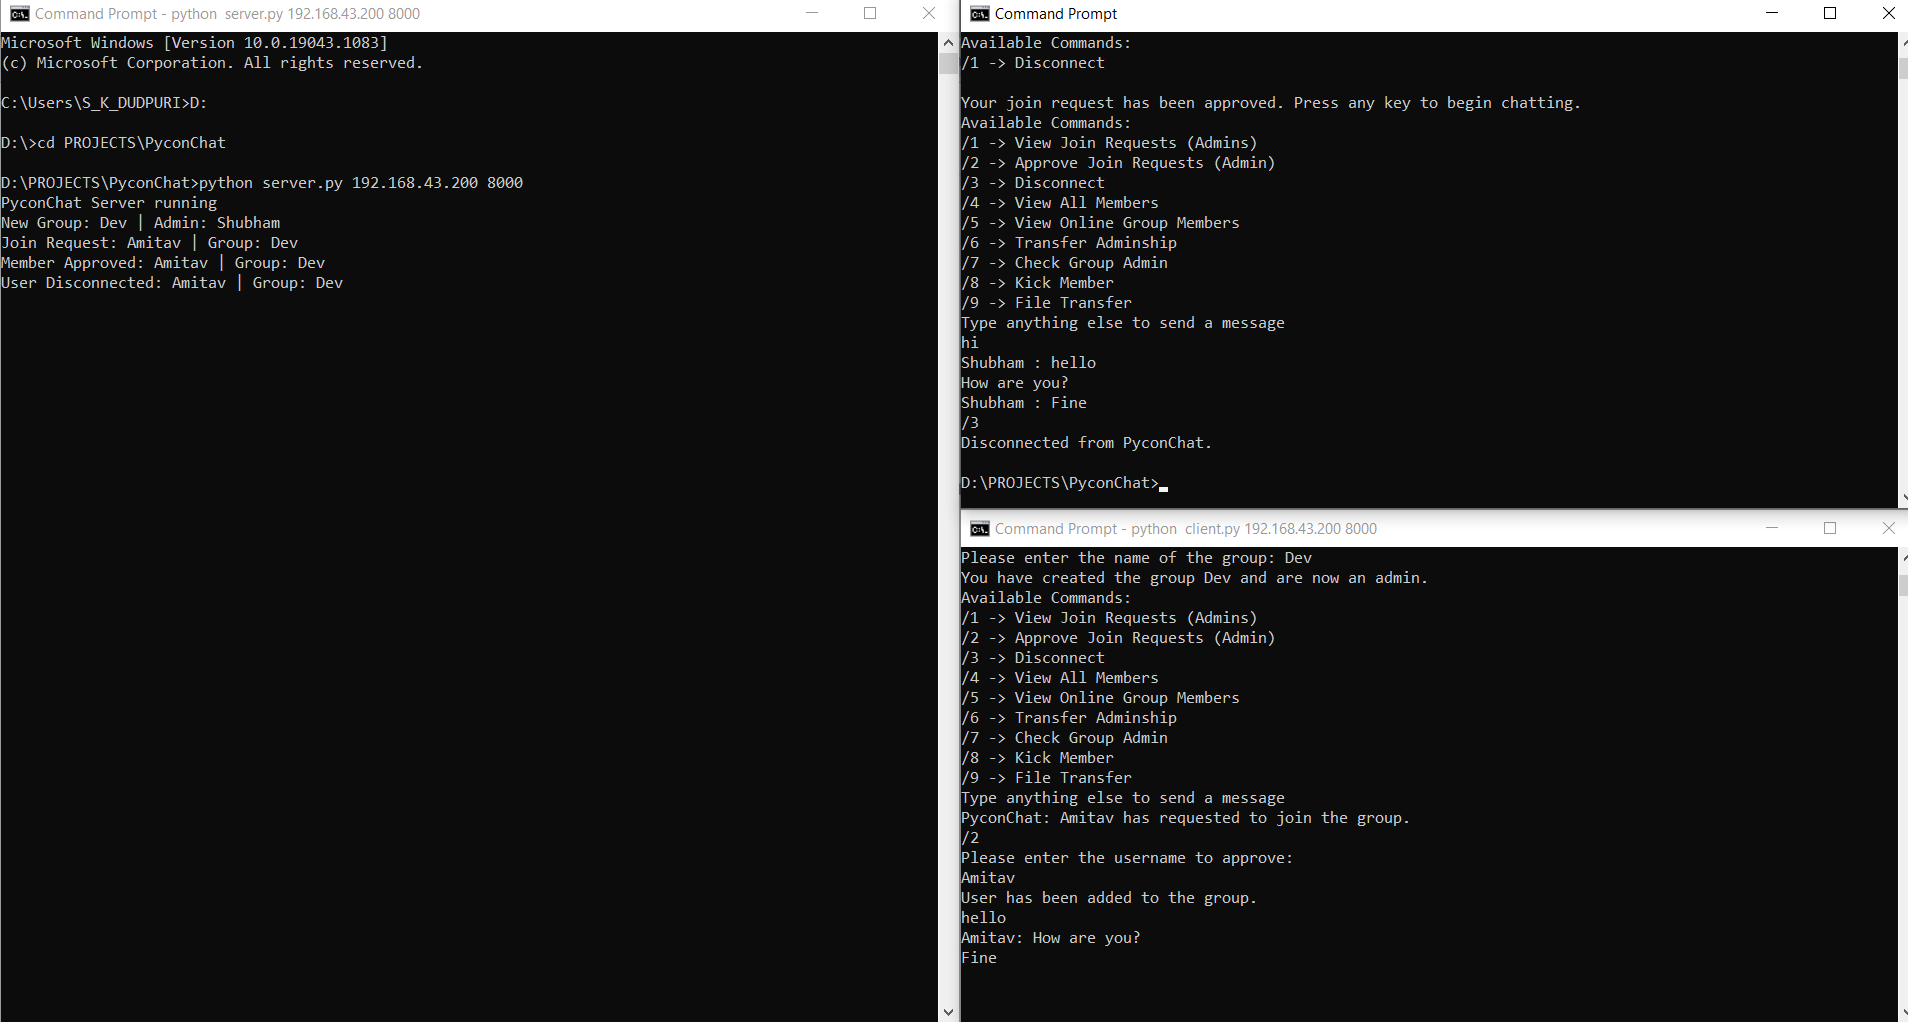 Command Prompt - python  server.py 192.168.43.200 8000
Microsoft Windows [Version 10.0.19043.1083]
(c) Microsoft Corporation. All rights reserved.
C:\Users\S_K_DUDPURI>D:
D:\>cd PROJECTS\PyconChat
D:\PROJECTS\PyconChat>python server.py 192.168.43.200 8000
PyconChat Server running
New Group: Dev | Admin: Shubham
Join Request: Amitav | Group: Dev
Member Approved: Amitav | Group: Dev
User Disconnected: Amitav | Group: Dev
Command Prompt
Available Commands:
/1 -> Disconnect
Your join request has been approved. Press any key to begin chatting.
Available Commands:
/1 -> View Join Requests (Admins)
/2 -> Approve Join Requests (Admin)
/3 -> Disconnect
/4 -> View All Members
/5 -> View Online Group Members
/6 -> Transfer Adminship
/7 -> Check Group Admin
/8 -> Kick Member
/9 -> File Transfer
Type anything else to send a message
hi
Shubham : hello
How are you?
Shubham : Fine
/3
Disconnected from PyconChat.
D:\PROJECTS\PyconChat>
Command Prompt - python  client.py 192.168.43.200 8000
Please enter the name of the group: Dev
You have created the group Dev and are now an admin.
Available Commands:
/1 -> View Join Requests (Admins)
/2 -> Approve Join Requests (Admin)
/3 -> Disconnect
/4 -> View All Members
/5 -> View Online Group Members
/6 -> Transfer Adminship
/7 -> Check Group Admin
/8 -> Kick Member
/9 -> File Transfer
Type anything else to send a message
PyconChat: Amitav has requested to join the group.
/2
Please enter the username to approve:
Amitav
User has been added to the group.
hello
Amitav: How are you?
Fine